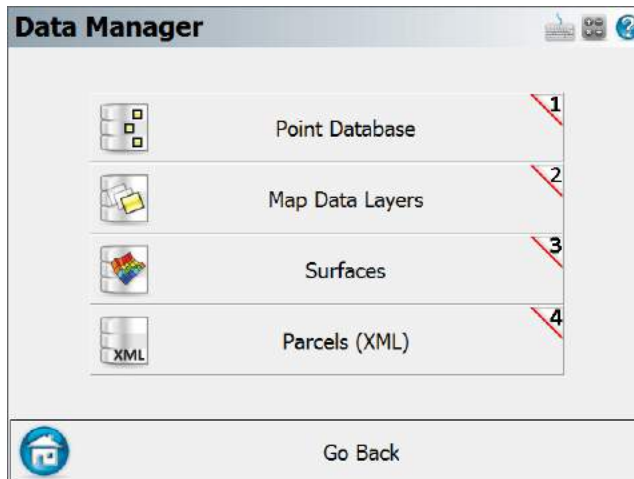 Data Manager
?
1
Point Database
2
Map Data Layers
3
Surfaces
4
XML
Parcels (XML)
Go Back